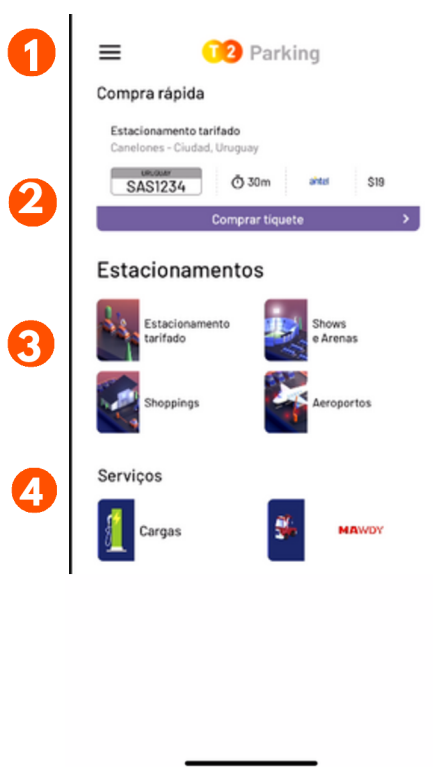 1
T2 Parking
Compra rápida
Estacionamento tarifado
Canelones - Ciudad, Uruguay
2
URUGUAY
SAS1234
30m
antel
$19
Comprar tíquete
Estacionamentos
3
Estacionamento
tarifado
Shows
e Arenas
Shoppings
Aeroportos
4
Serviços
Cargas
MAWDY